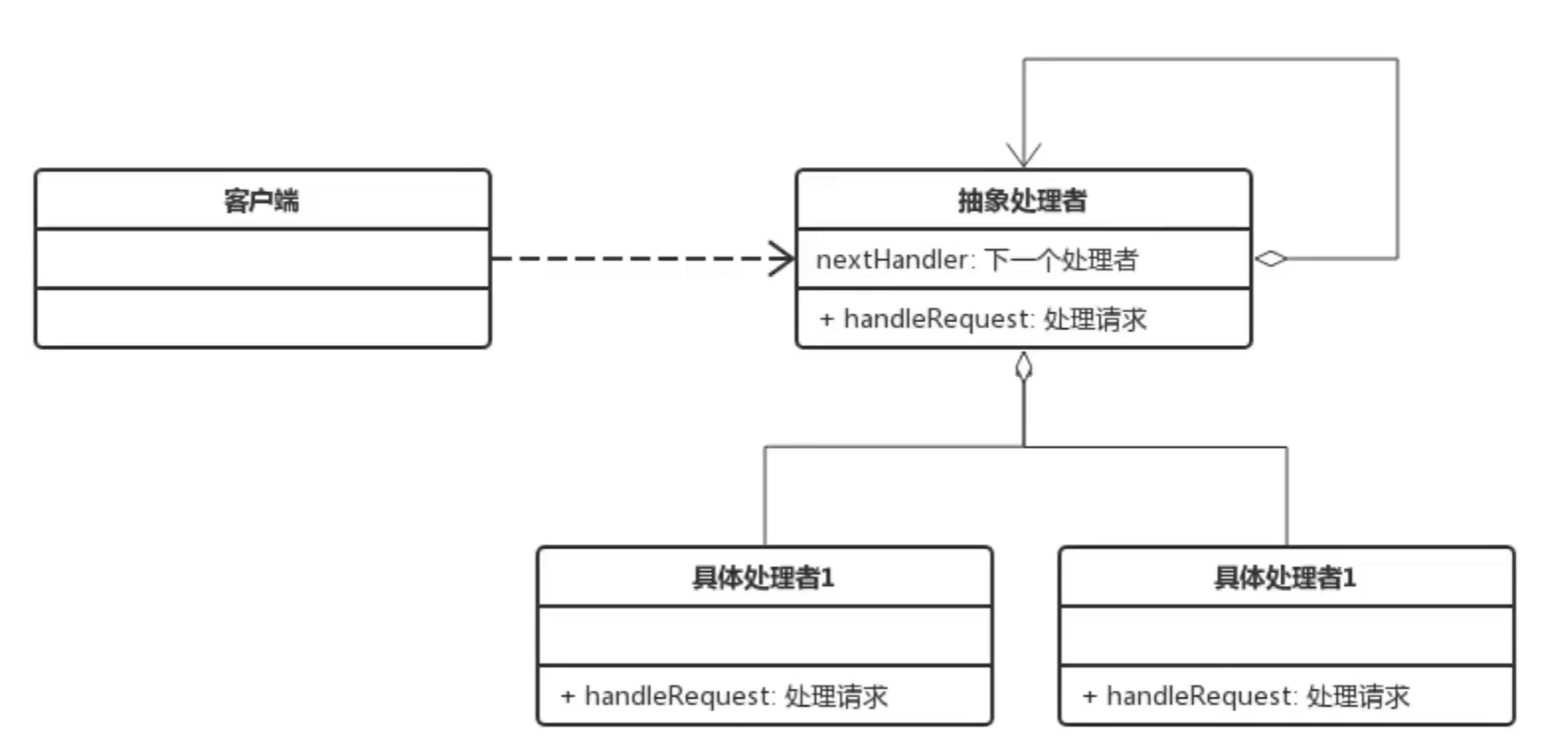 客户端
抽象处理者
nextHandler: 下一个处理者
+ handleRequest: 处理请求
具体处理者1
+ handleRequest: 处理请求
具体处理者1
+ handleRequest: 处理请求